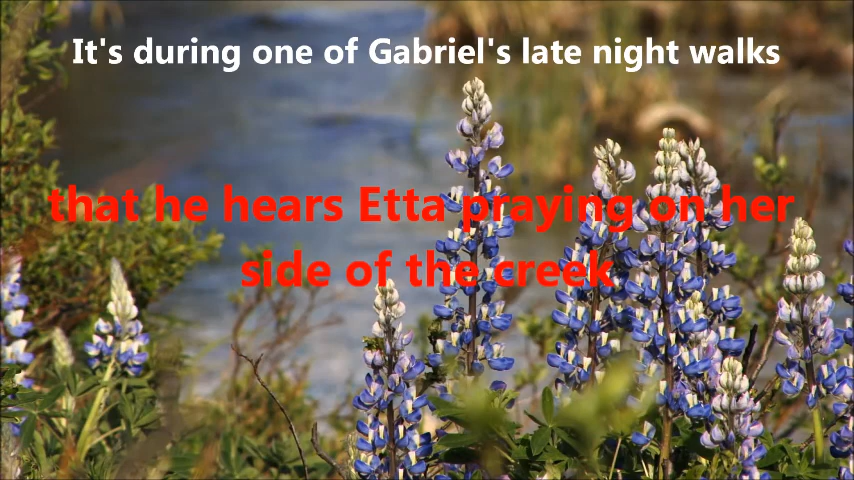 It's during one of Gabriel's late night walks
that he hears Etta praying on her
side of the creek